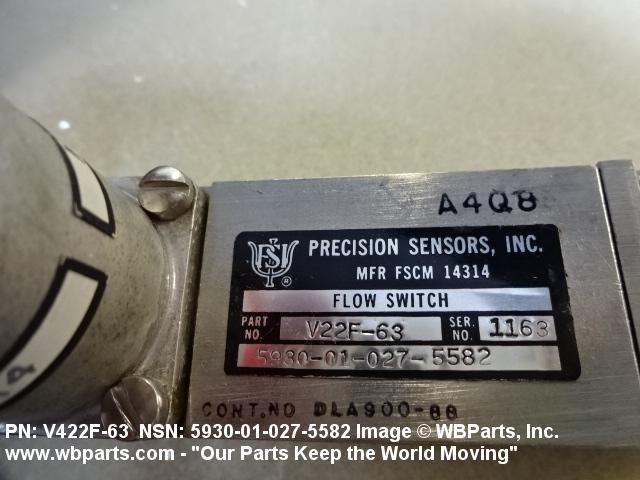 A4Q8
PSI
®
PRECISION SENSORS, INC.
MFR FSCM 14314
FLOW SWITCH
PART NO. V22F-63 SER. NO. 1163
5930-01-027-5582
CONT.NO DLA900-88
PN: V422F-63 NSN: 5930-01-027-5582 Image © WBParts, Inc.
www.wbparts.com - "Our Parts Keep the World Moving"